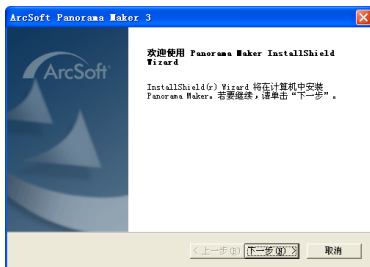 ArcSoft Panorama Maker 3
ArcSoft
欢迎使用 Panorama Maker InstallShield
Wizard
InstallShield(r) Wizard 将在计算机中安装
Panorama Maker。若要继续，请单击“下一步”。
< 上一步(B)
下一步(N) >
取消